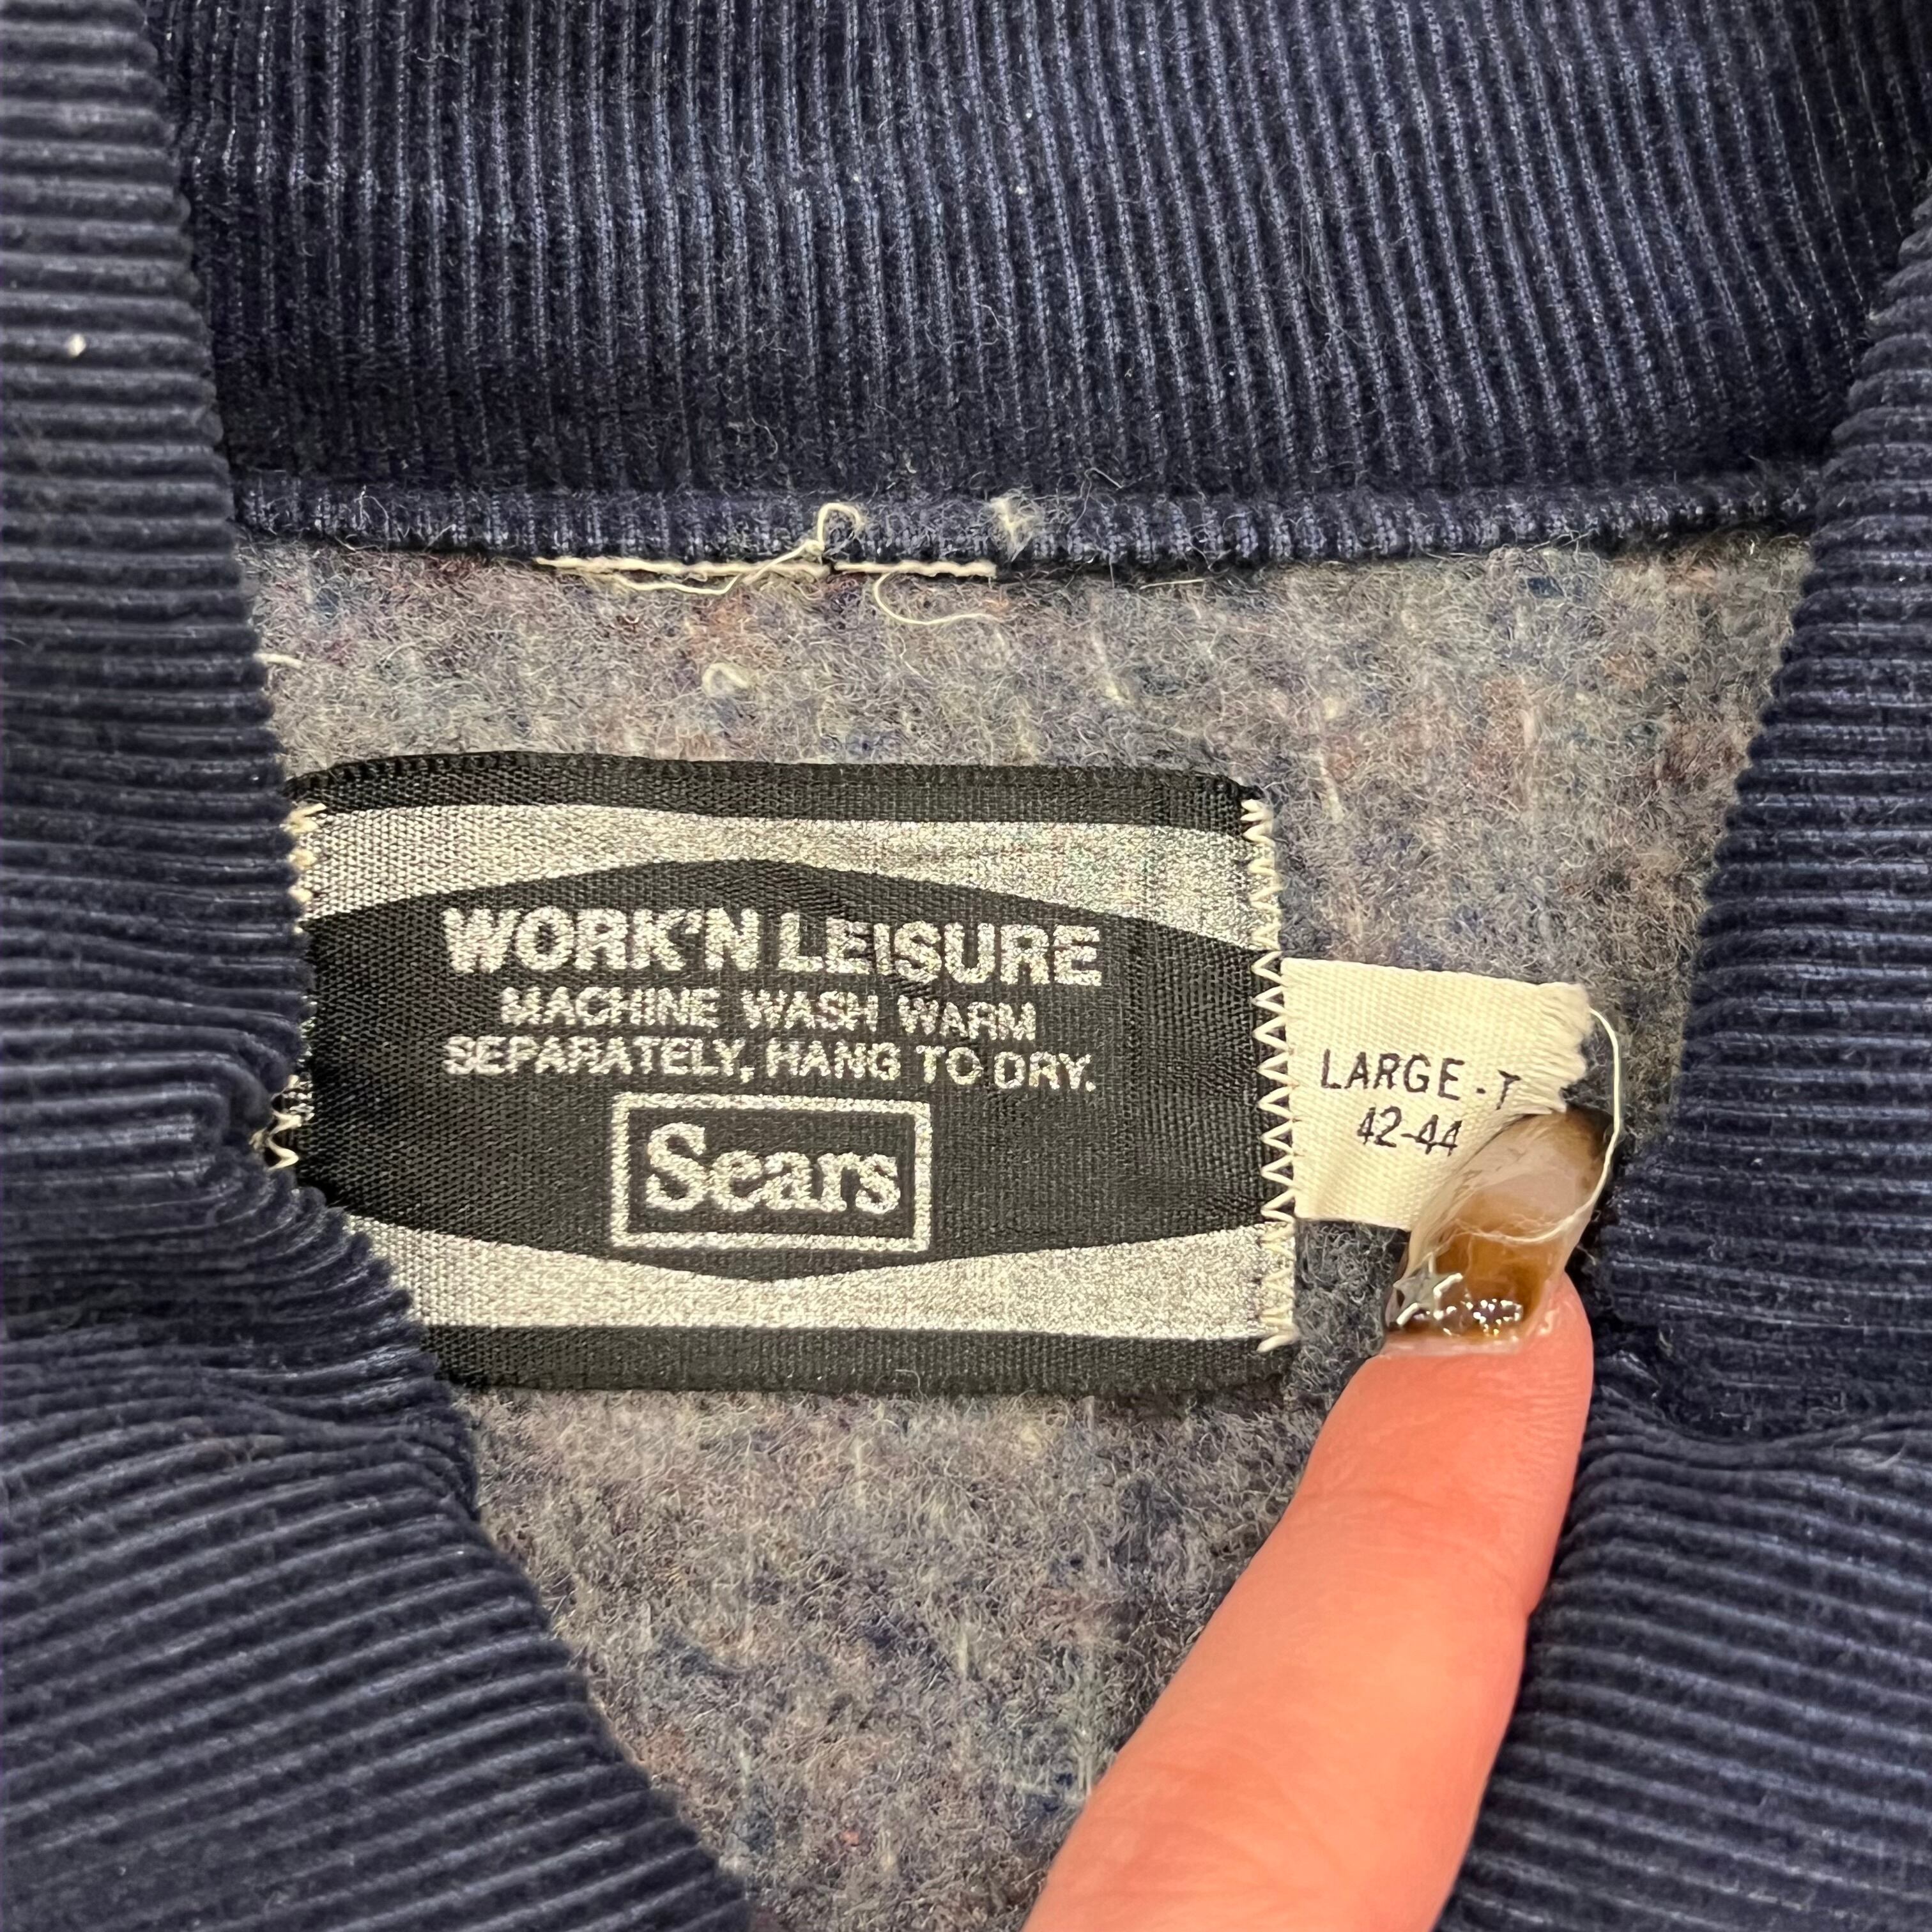 WORK'N LEISURE
MACHINE WASH WARM
SEPARATELY, HANG TO DRY.
Sears
LARGE - T
42-44